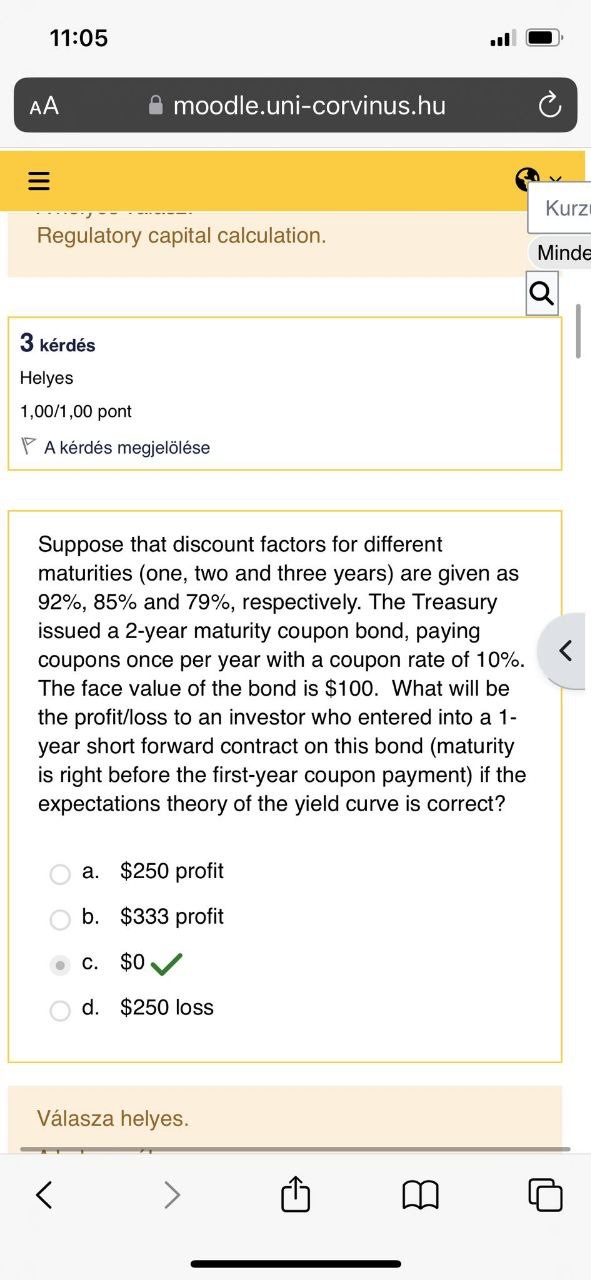 11:05
AA moodle.uni-corvinus.hu
Kurz
Regulatory capital calculation.
Minde
3 kérdés
Helyes
1,00/1,00 pont
A kérdés megjelölése
Suppose that discount factors for different
maturities (one, two and three years) are given as
92%, 85% and 79%, respectively. The Treasury
issued a 2-year maturity coupon bond, paying
coupons once per year with a coupon rate of 10%.
The face value of the bond is $100. What will be
the profit/loss to an investor who entered into a 1-
year short forward contract on this bond (maturity
is right before the first-year coupon payment) if the
expectations theory of the yield curve is correct?
a. $250 profit
b. $333 profit
c. $0
d. $250 loss
Válasza helyes.